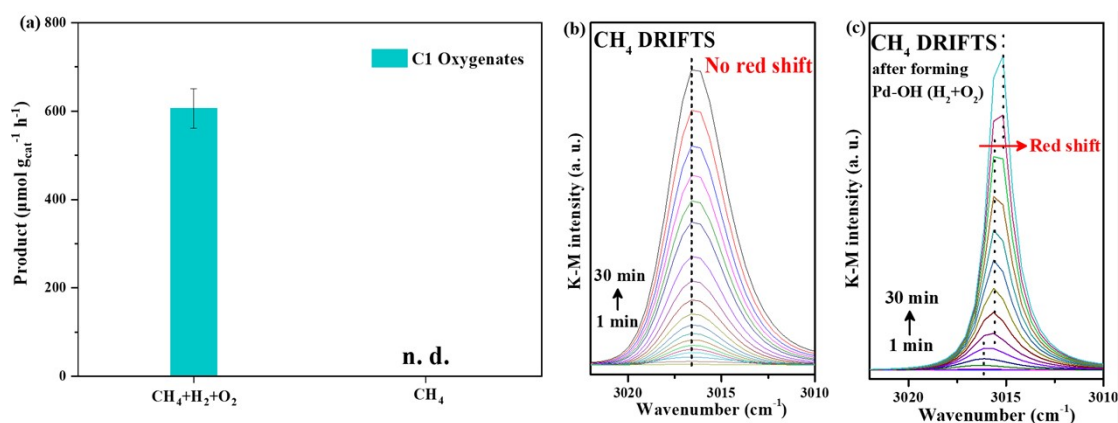 (a)
800
600
400
200
0
Product (μmol g_cat⁻¹ h⁻¹)
C1 Oxygenates
n. d.
CH₄+H₂+O₂
CH₄
(b)
CH₄ DRIFTS
No red shift
K-M intensity (a. u.)
30 min
1 min
3020
3015
3010
Wavenumber (cm⁻¹)
(c)
CH₄ DRIFTS
after forming
Pd-OH (H₂+O₂)
Red shift
K-M intensity (a. u.)
30 min
1 min
3020
3015
3010
Wavenumber (cm⁻¹)